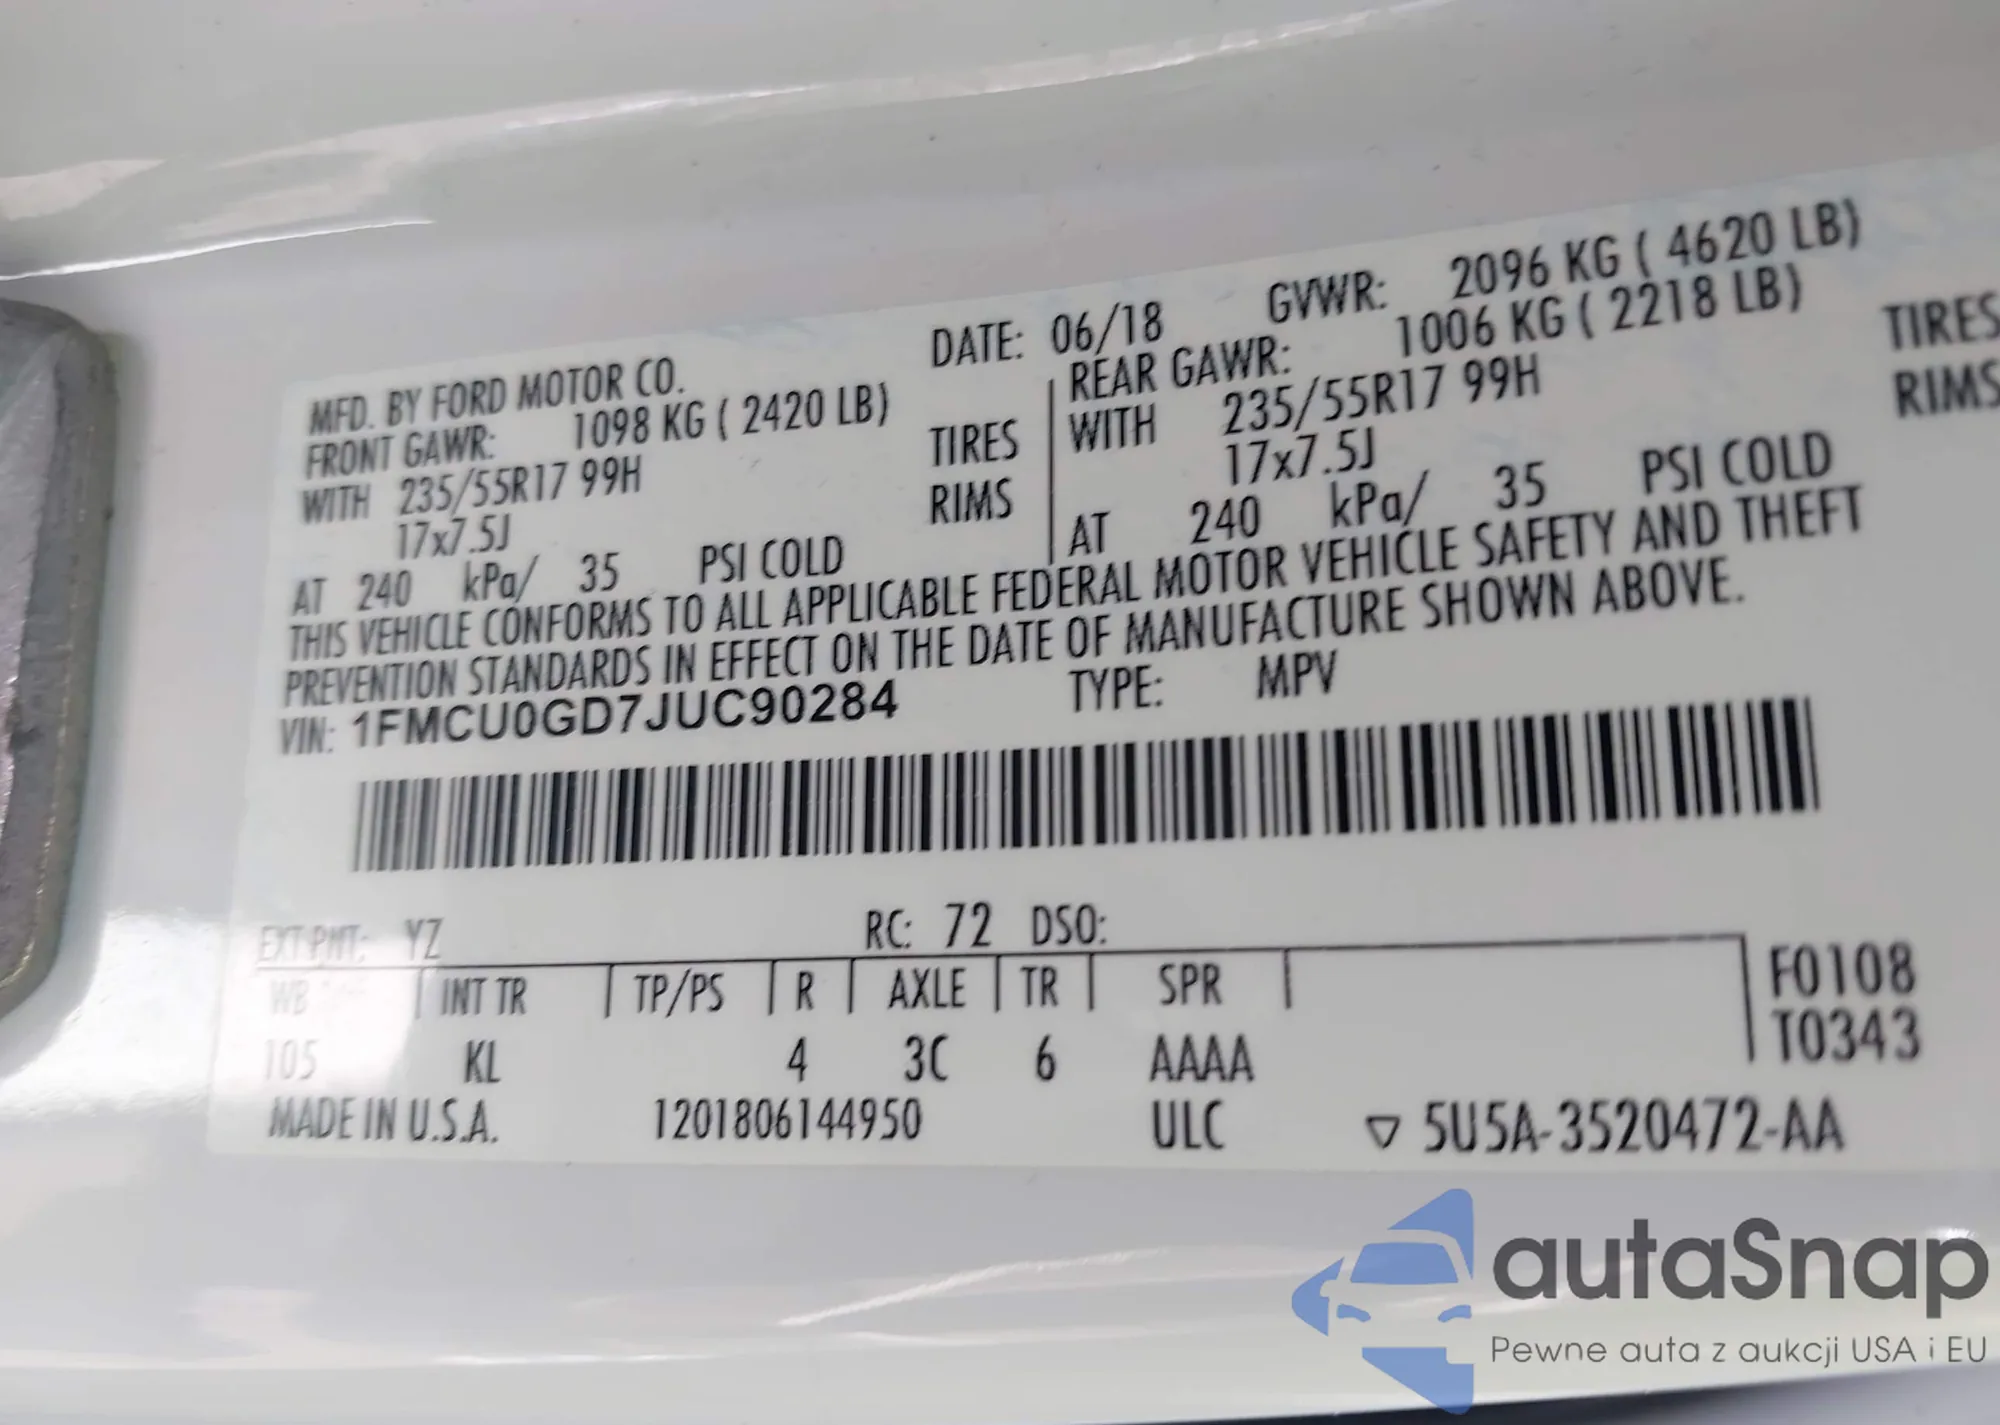 MFD. BY FORD MOTOR CO. DATE: 06/18 GVWR: 2096 KG ( 4620 LB)
FRONT GAWR: 1098 KG ( 2420 LB) REAR GAWR: 1006 KG ( 2218 LB)
WITH 235/55R17 99H TIRES WITH 235/55R17 99H TIRES
17x7.5J RIMS 17x7.5J RIMS
AT 240 kPa/ 35 PSI COLD AT 240 kPa/ 35 PSI COLD
THIS VEHICLE CONFORMS TO ALL APPLICABLE FEDERAL MOTOR VEHICLE SAFETY AND THEFT
PREVENTION STANDARDS IN EFFECT ON THE DATE OF MANUFACTURE SHOWN ABOVE.
VIN: 1FMCU0GD7JUC90284 TYPE: MPV
EXT PNT: YZ RC: 72 DSO:
WB INT TR TP/PS R AXLE TR SPR F0108
105 KL 4 3C 6 AAAA T0343
MADE IN U.S.A. 1201806144950 ULC ▽ 5U5A-3520472-AA
autaSnap
Pewne auta z aukcji USA i EU